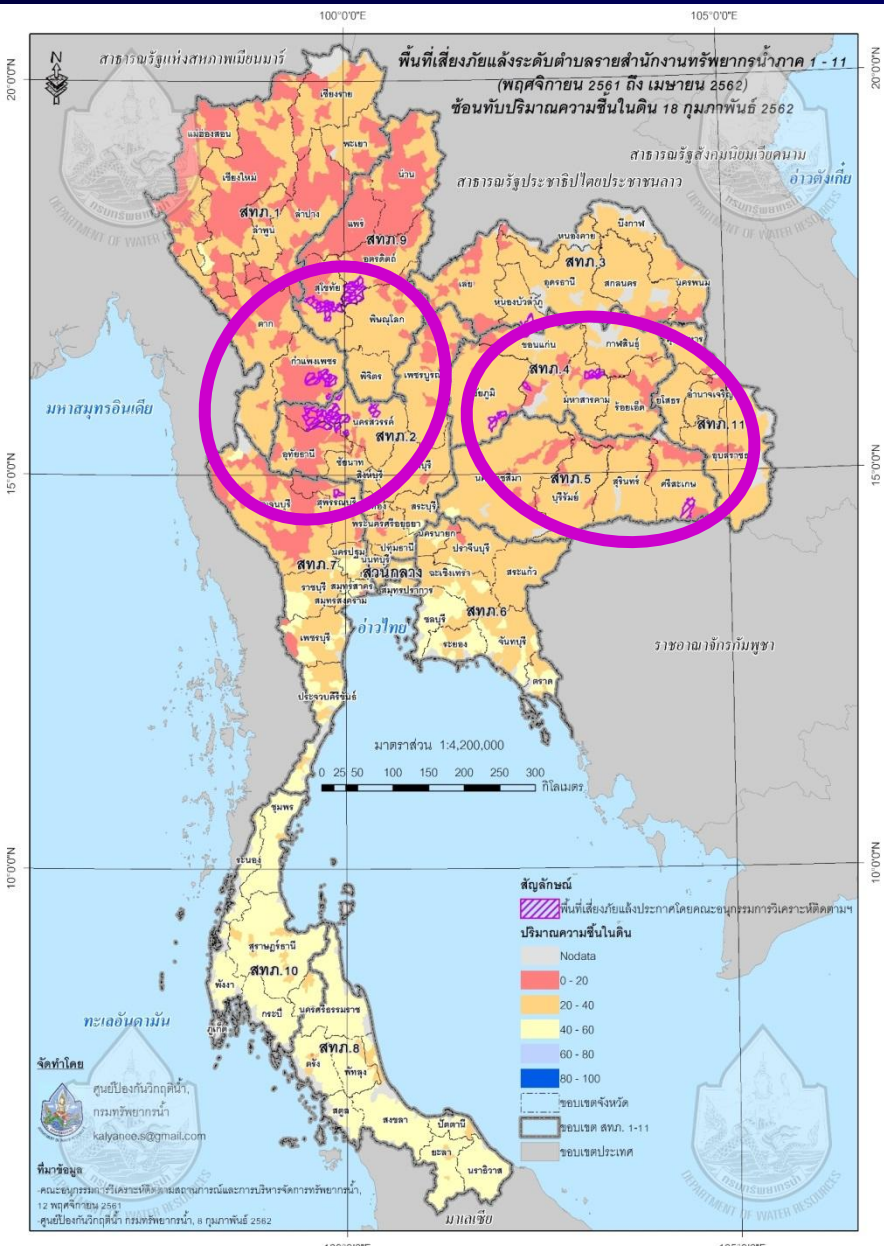 100°0'0"E
105°0'0"E
พื้นที่เสี่ยงภัยแล้งระดับตำบลรายสำนักงานทรัพยากรน้ำภาค 1 - 11
(พฤศจิกายน 2561 ถึง เมษายน 2562)
ซ้อนทับปริมาณความชื้นในดิน 18 กุมภาพันธ์ 2562
N
20°0'0"N
20°0'0"N
สาธารณรัฐแห่งสหภาพเมียนมาร์
สาธารณรัฐสังคมนิยมเวียดนาม
สาธารณรัฐประชาธิปไตยประชาชนลาว
อ่าวตังเกี๋ย
เชียงราย
แม่ฮ่องสอน
พะเยา
เชียงใหม่
น่าน
สทภ.1
ลำปาง
ลำพูน
แพร่
สทภ.9
อุตรดิตถ์
บึงกาฬ
หนองคาย
สทภ.3
เลย
อุดรธานี
สกลนคร
นครพนม
หนองบัวลำภู
สุโขทัย
ตาก
พิษณุโลก
ขอนแก่น
กาฬสินธุ์
กำแพงเพชร
พิจิตร
เพชรบูรณ์
สทภ.4
มหาสารคาม
ร้อยเอ็ด
ยโสธร
อำนาจเจริญ
สทภ.11
นครสวรรค์
สทภ.2
อุทัยธานี
ชัยนาท
สิงห์บุรี
สทภ.5
บุรีรัมย์
สุรินทร์
ศรีสะเกษ
มหาสมุทรอินเดีย
15°0'0"N
15°0'0"N
สุพรรณบุรี
สระบุรี
พระนครศรีอยุธยา
นครนายก
ปราจีนบุรี
นครปฐม
ปทุมธานี
นนทบุรี
สทภ.7
ส่วนกลาง
ฉะเชิงเทรา
สระแก้ว
ราชบุรี
สมุทรสาคร
สมุทรปราการ
สมุทรสงคราม
สทภ.6
ชลบุรี
อ่าวไทย
เพชรบุรี
ระยอง
จันทบุรี
ตราด
ราชอาณาจักรกัมพูชา
ประจวบคีรีขันธ์
มาตราส่วน 1:4,200,000
0 25 50 100 150 200 250 300
กิโลเมตร
ชุมพร
ระนอง
10°0'0"N
10°0'0"N
สุราษฎร์ธานี
สทภ.10
พังงา
กระบี่
นครศรีธรรมราช
ภูเก็ต
ทะเลอันดามัน
สทภ.8
ตรัง
พัทลุง
สตูล
สงขลา
ปัตตานี
ยะลา
นราธิวาส
มาเลเซีย
สัญลักษณ์
พื้นที่เสี่ยงภัยแล้งประกาศโดยคณะอนุกรรมการวิเคราะห์ติดตามฯ
ปริมาณความชื้นในดิน
Nodata
0 - 20
20 - 40
40 - 60
60 - 80
80 - 100
ขอบเขตจังหวัด
ขอบเขต สทภ. 1-11
ขอบเขตประเทศ
จัดทำโดย
ศูนย์ป้องกันวิกฤติน้ำ,
กรมทรัพยากรน้ำ
kalyanee.s@gmail.com
ที่มาข้อมูล
-คณะอนุกรรมการวิเคราะห์ติดตามสถานการณ์และการบริหารจัดการทรัพยากรน้ำ,
12 พฤศจิกายน 2561
-ศูนย์ป้องกันวิกฤติน้ำ กรมทรัพยากรน้ำ, 8 กุมภาพันธ์ 2562
กรมทรัพยากรน้ำ
DEPARTMENT OF WATER RESOURCES